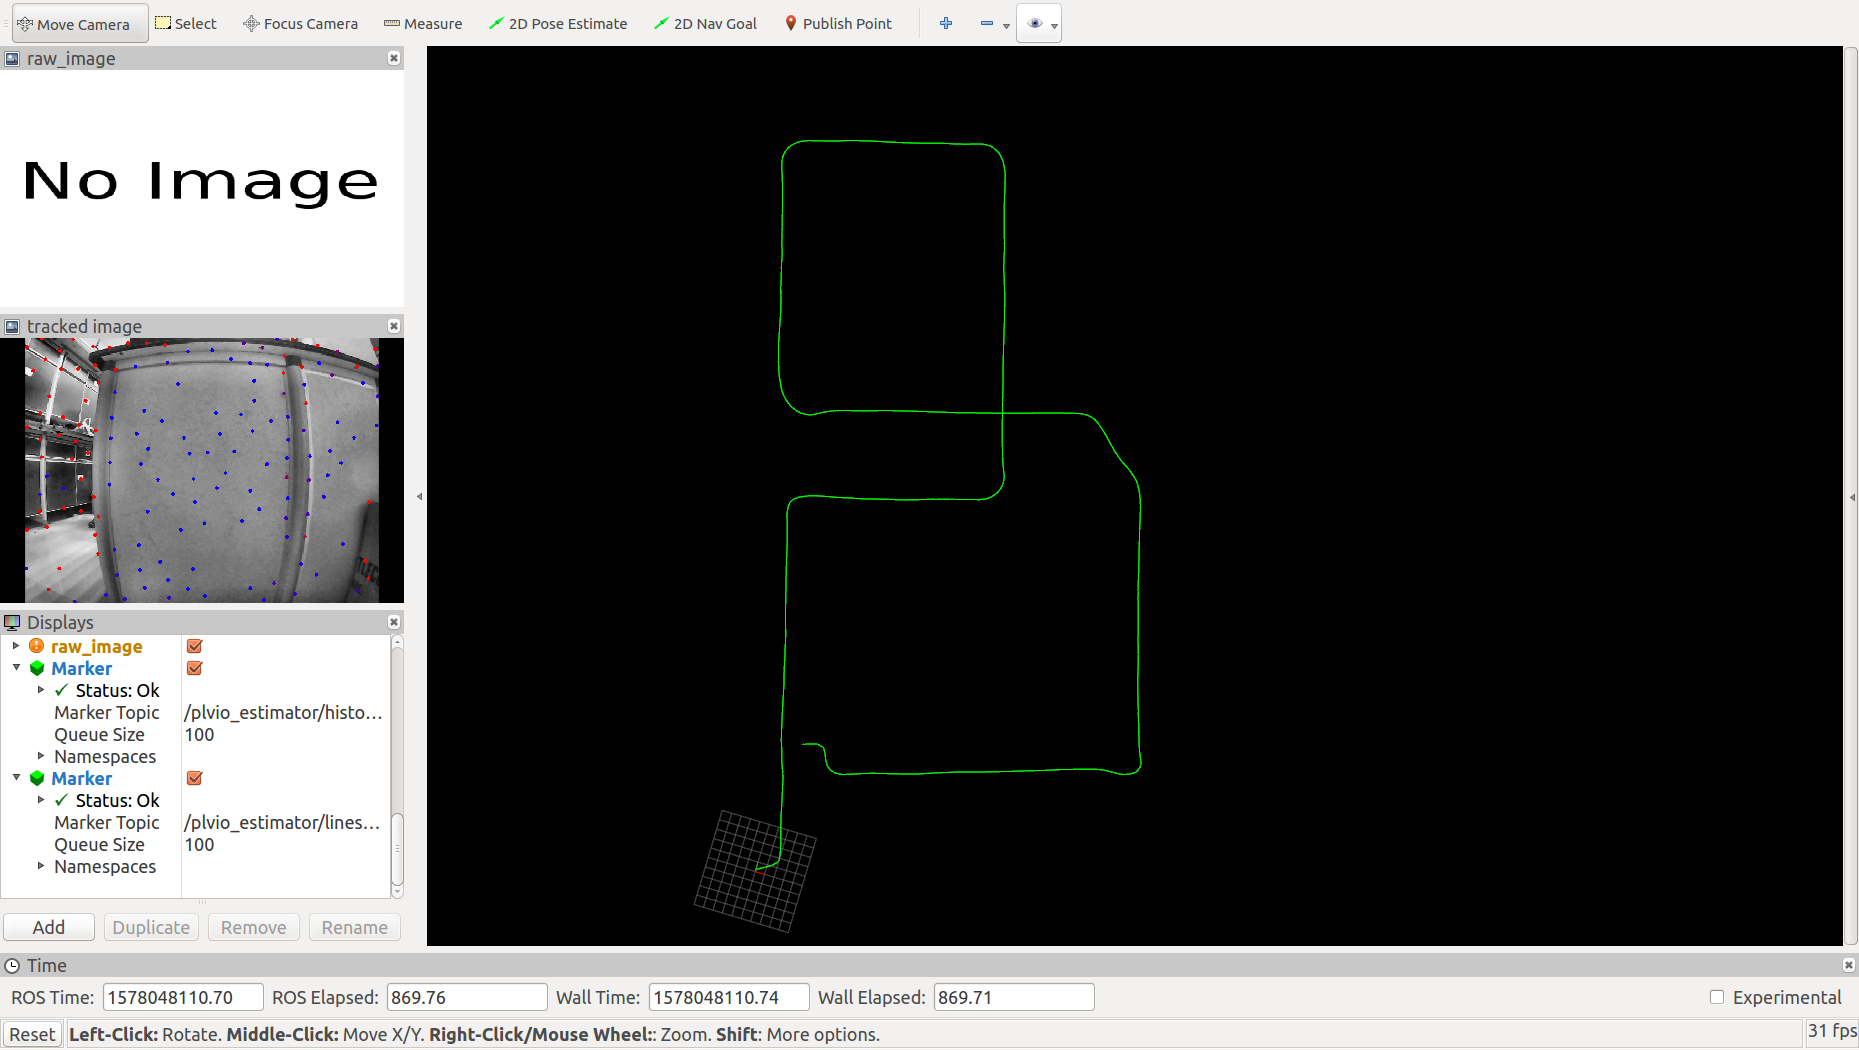 Move Camera Select Focus Camera Measure 2D Pose Estimate 2D Nav Goal Publish Point
raw_image
No Image
tracked image
Displays
raw_image
Marker
Status: Ok
Marker Topic /plvio_estimator/histo...
Queue Size 100
Namespaces
Marker
Status: Ok
Marker Topic /plvio_estimator/lines...
Queue Size 100
Namespaces
Add Duplicate Remove Rename
Time
ROS Time: 1578048110.70 ROS Elapsed: 869.76 Wall Time: 1578048110.74 Wall Elapsed: 869.71 Experimental
Reset Left-Click: Rotate. Middle-Click: Move X/Y. Right-Click/Mouse Wheel:: Zoom. Shift: More options. 31 fps